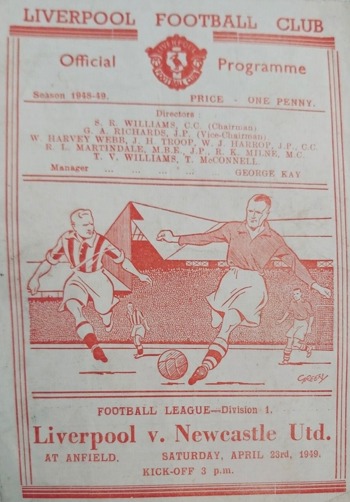 LIVERPOOL FOOTBALL CLUB
Official Programme
Season 1948-49. PRICE - ONE PENNY.
Directors:
S. R. WILLIAMS, C.C. (Chairman)
G. A. RICHARDS, J.P. (Vice-Chairman)
W. HARVEY WEBB, J. H. TROOP, W. J. HARROP, J.P., C.C.
R. L. MARTINDALE, M.B.E., J.P., R. K. MILNE, M.C.
T. V. WILLIAMS, T. McCONNELL
Manager ... ... ... ... GEORGE KAY
FOOTBALL LEAGUE—Division 1.
Liverpool v. Newcastle Utd.
AT ANFIELD. SATURDAY, APRIL 23rd, 1949.
KICK-OFF 3 p.m.